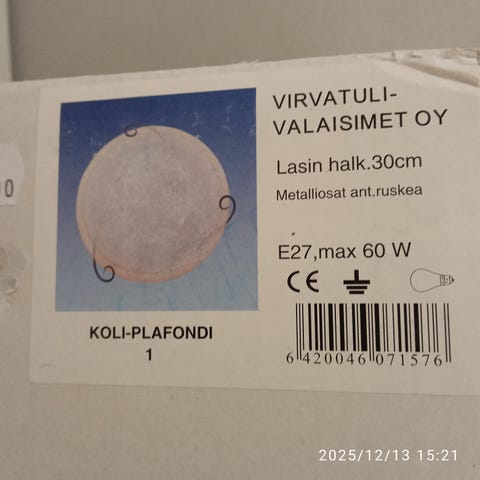 VIRVATULI-
VALAISIMET OY
Lasin halk.30cm
Metalliosat ant.ruskea
E27,max 60 W
CE
KOLI-PLAFONDI
1
6 420046 071576
2025/12/13 15:21